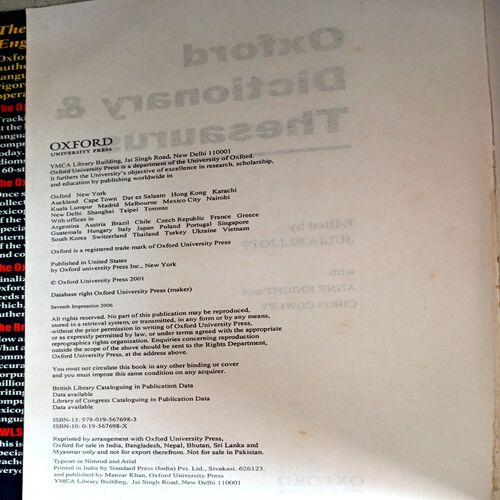 OXFORD
UNIVERSITY PRESS
YMCA Library Building, Jai Singh Road, New Delhi 110001
Oxford University Press is a department of the University of Oxford.
It furthers the University's objective of excellence in research, scholarship,
and education by publishing worldwide in
Oxford New York
Auckland Cape Town Dar es Salaam Hong Kong Karachi
Kuala Lumpur Madrid Melbourne Mexico City Nairobi
New Delhi Shanghai Taipei Toronto
With offices in
Argentina Austria Brazil Chile Czech Republic France Greece
Guatemala Hungary Italy Japan Poland Portugal Singapore
South Korea Switzerland Thailand Turkey Ukraine Vietnam
Oxford is a registered trade mark of Oxford University Press
Published in United States
by Oxford university Press Inc., New York
© Oxford University Press 2001
Database right Oxford University Press (maker)
Seventh Impression 2006
All rights reserved. No part of this publication may be reproduced,
stored in a retrieval system, or transmitted, in any form or by any means,
without the prior permission in writing of Oxford University Press,
or as expressly permitted by law, or under terms agreed with the appropriate
reprographics rights organization. Enquiries concerning reproduction
outside the scope of the above should be sent to the Rights Department,
Oxford University Press, at the address above.
You must not circulate this book in any other binding or cover
and you must impose this same condition on any acquirer.
British Library Cataloguing in Publication Data
Data available
Library of Congress Cataloguing in Publication Data
Data available
ISBN-13: 978-019-567698-3
ISBN-10: 0-19-567698-X
Reprinted by arrangement with Oxford University Press,
Oxford for sale in India, Bangladesh, Nepal, Bhutan, Sri Lanka and
Myanmar only and not for export therefrom. Not for sale in Pakistan.
Typeset in Nimrod and Arial
Printed in India by Standard Press (India) Pvt. Ltd., Sivakasi. 626123.
and published by Manzar Khan, Oxford University Press
YMCA Library Building, Jai Singh Road, New Delhi 110001
Oxford
Dictionary &
Thesaurus
Edited by
JULIA ELLIOTT
with
ANNE KNIGHT and
CHRIS COWLEY
OXFORD